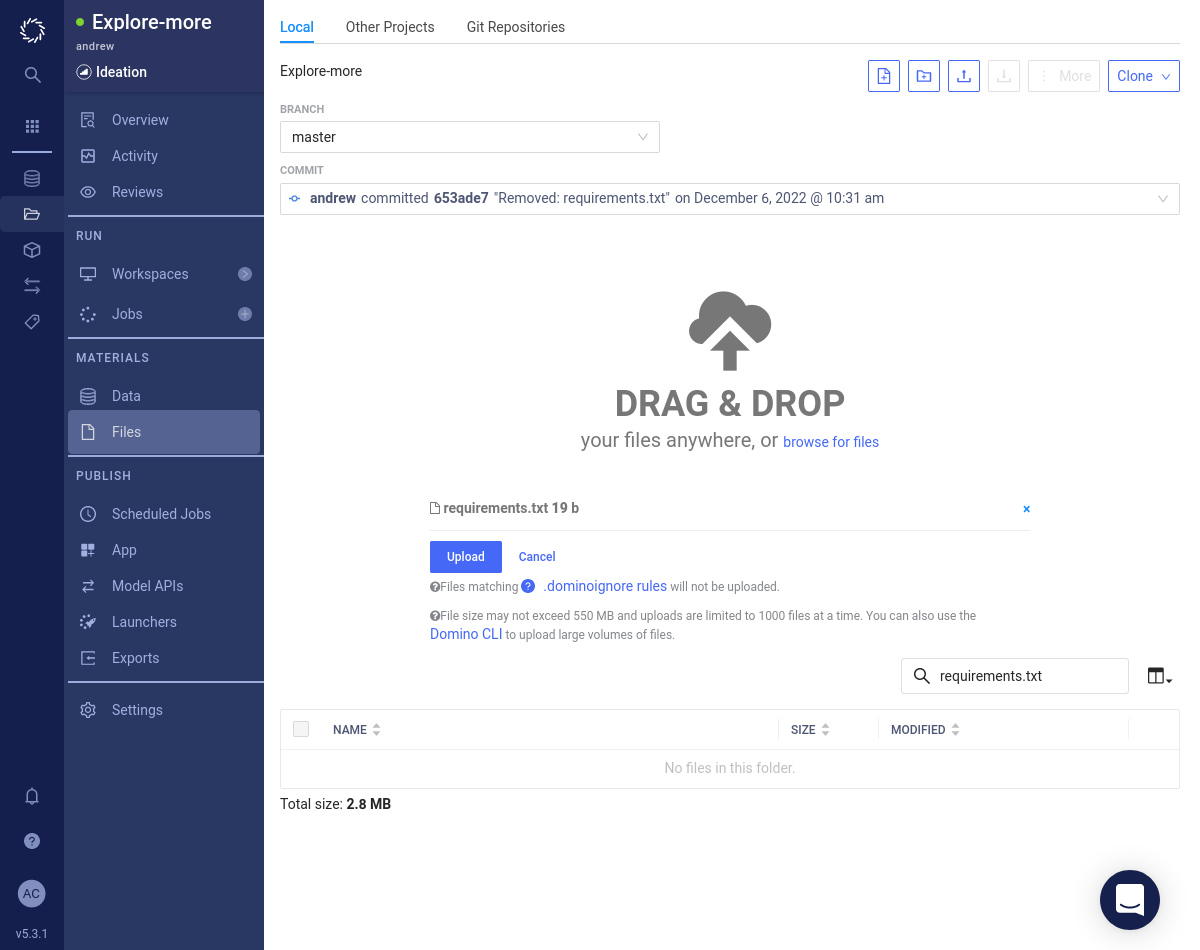 Explore-more
andrew
Ideation
Overview
Activity
Reviews
RUN
Workspaces
Jobs
MATERIALS
Data
Files
PUBLISH
Scheduled Jobs
App
Model APIs
Launchers
Exports
Settings
AC
v5.3.1
Local Other Projects Git Repositories
Explore-more
More Clone
BRANCH
master
COMMIT
andrew committed 653ade7 "Removed: requirements.txt" on December 6, 2022 @ 10:31 am
DRAG & DROP
your files anywhere, or browse for files
requirements.txt 19 b ×
Upload Cancel
Files matching ? .dominoignore rules will not be uploaded.
File size may not exceed 550 MB and uploads are limited to 1000 files at a time. You can also use the
Domino CLI to upload large volumes of files.
requirements.txt
NAME SIZE MODIFIED
No files in this folder.
Total size: 2.8 MB